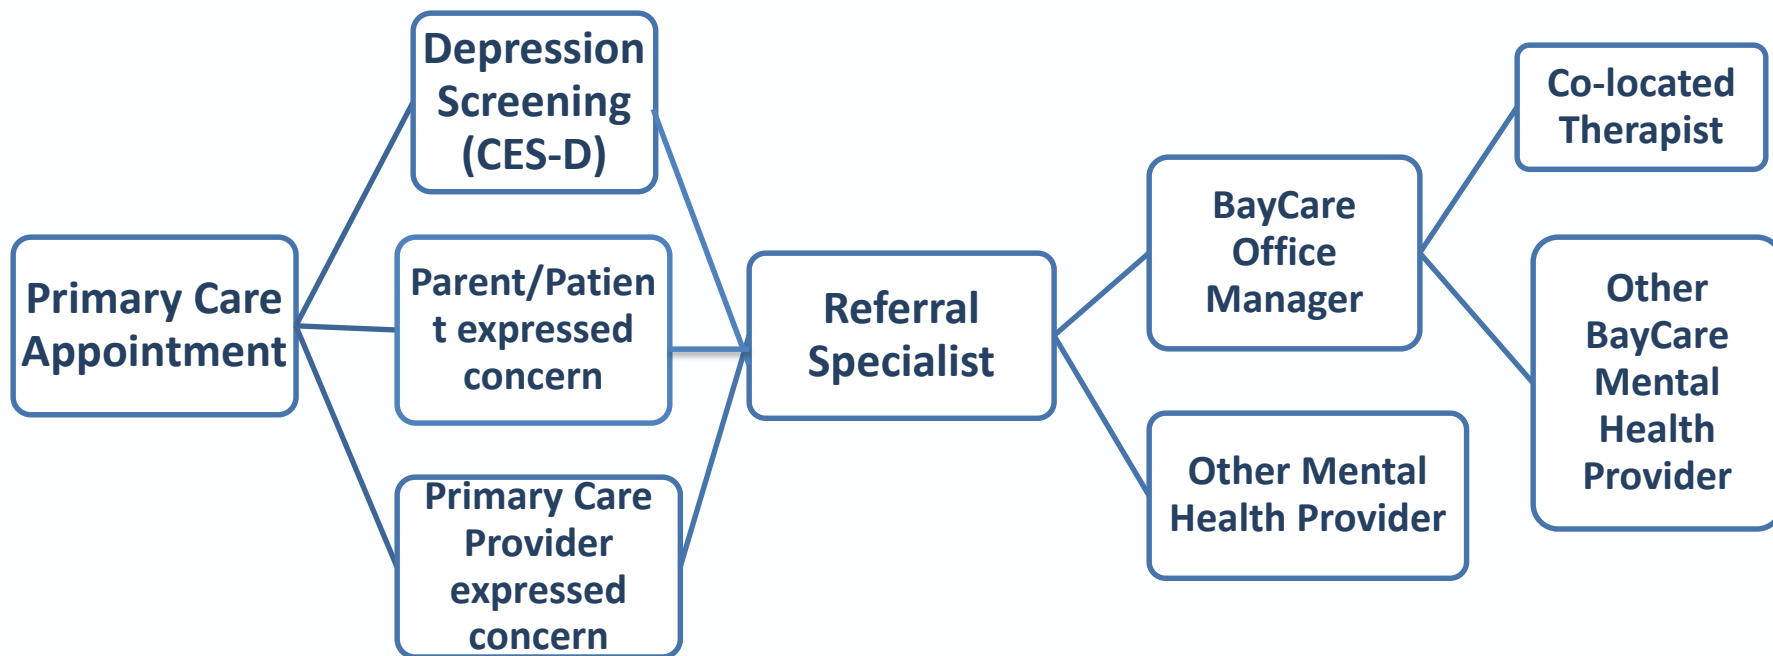 Primary Care
Appointment
Depression
Screening
(CES-D)
Parent/Patien
t expressed
concern
Primary Care
Provider
expressed
concern
Referral
Specialist
BayCare
Office
Manager
Other Mental
Health Provider
Co-located
Therapist
Other
BayCare
Mental
Health
Provider